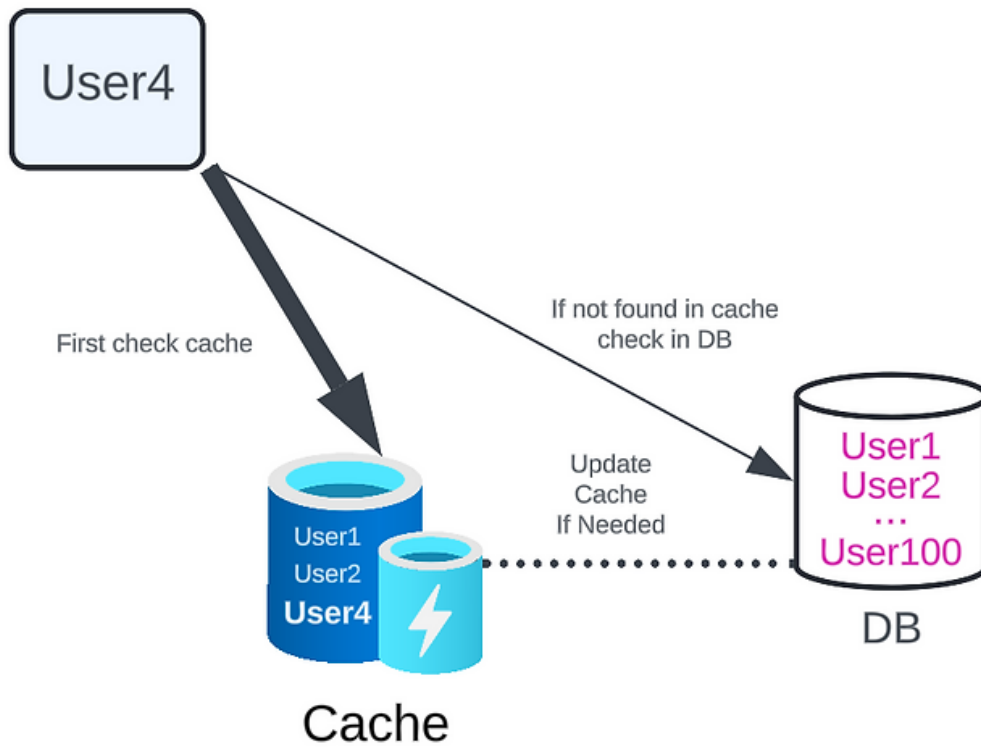 User4
First check cache
If not found in cache
check in DB
Update
Cache
If Needed
User1
User2
User4
Cache
User1
User2
...
User100
DB